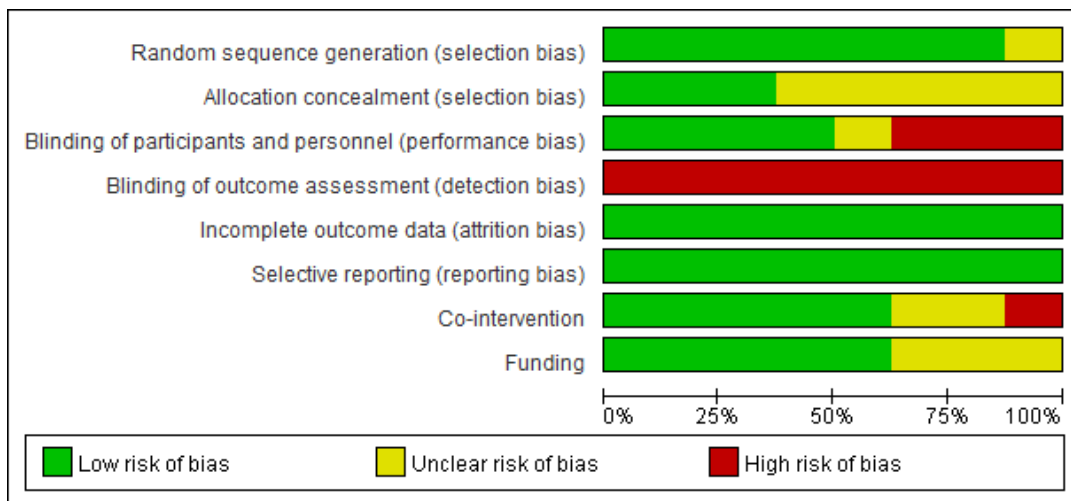 Random sequence generation (selection bias)
Allocation concealment (selection bias)
Blinding of participants and personnel (performance bias)
Blinding of outcome assessment (detection bias)
Incomplete outcome data (attrition bias)
Selective reporting (reporting bias)
Co-intervention
Funding
0% 25% 50% 75% 100%
Low risk of bias Unclear risk of bias High risk of bias